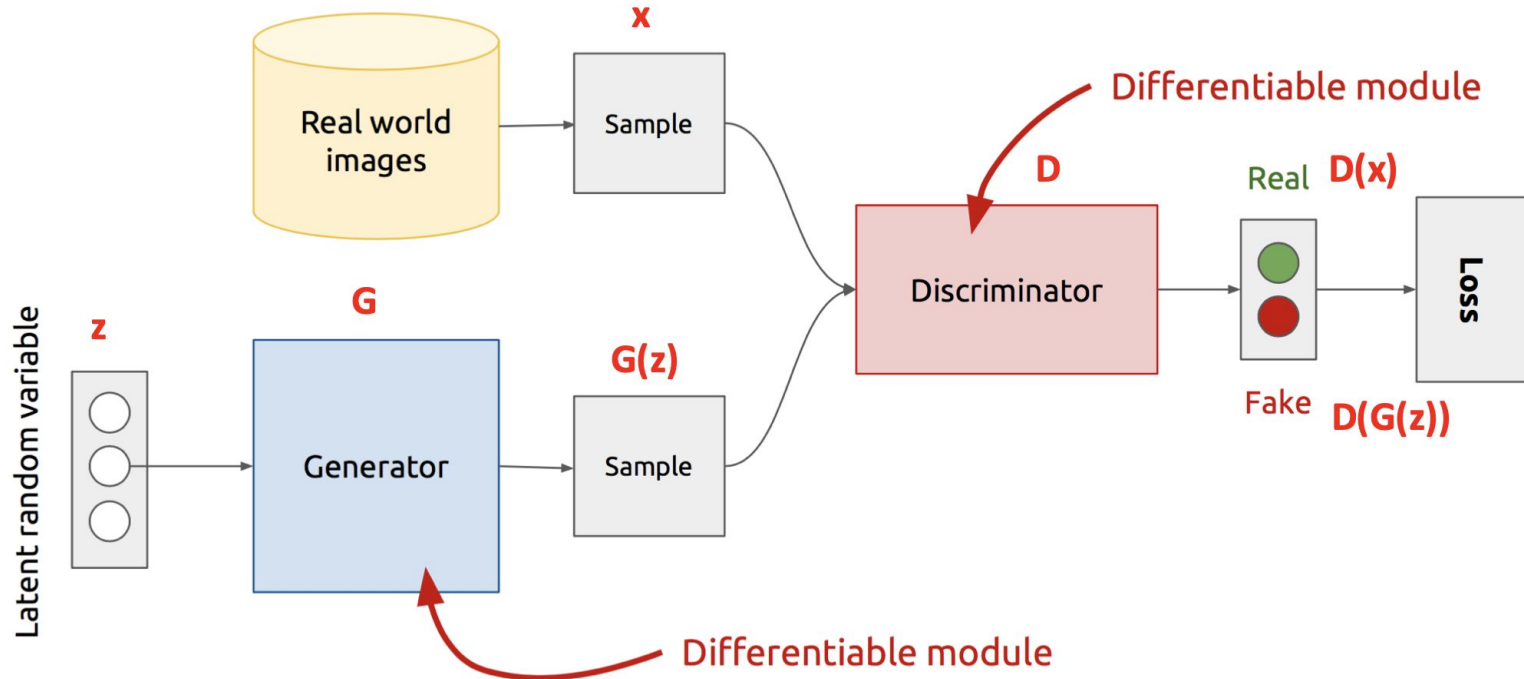 x
Real world
images
Sample
Differentiable module
D
Real
D(x)
Discriminator
Loss
Fake
D(G(z))
Latent random variable
z
G
Generator
G(z)
Sample
Differentiable module